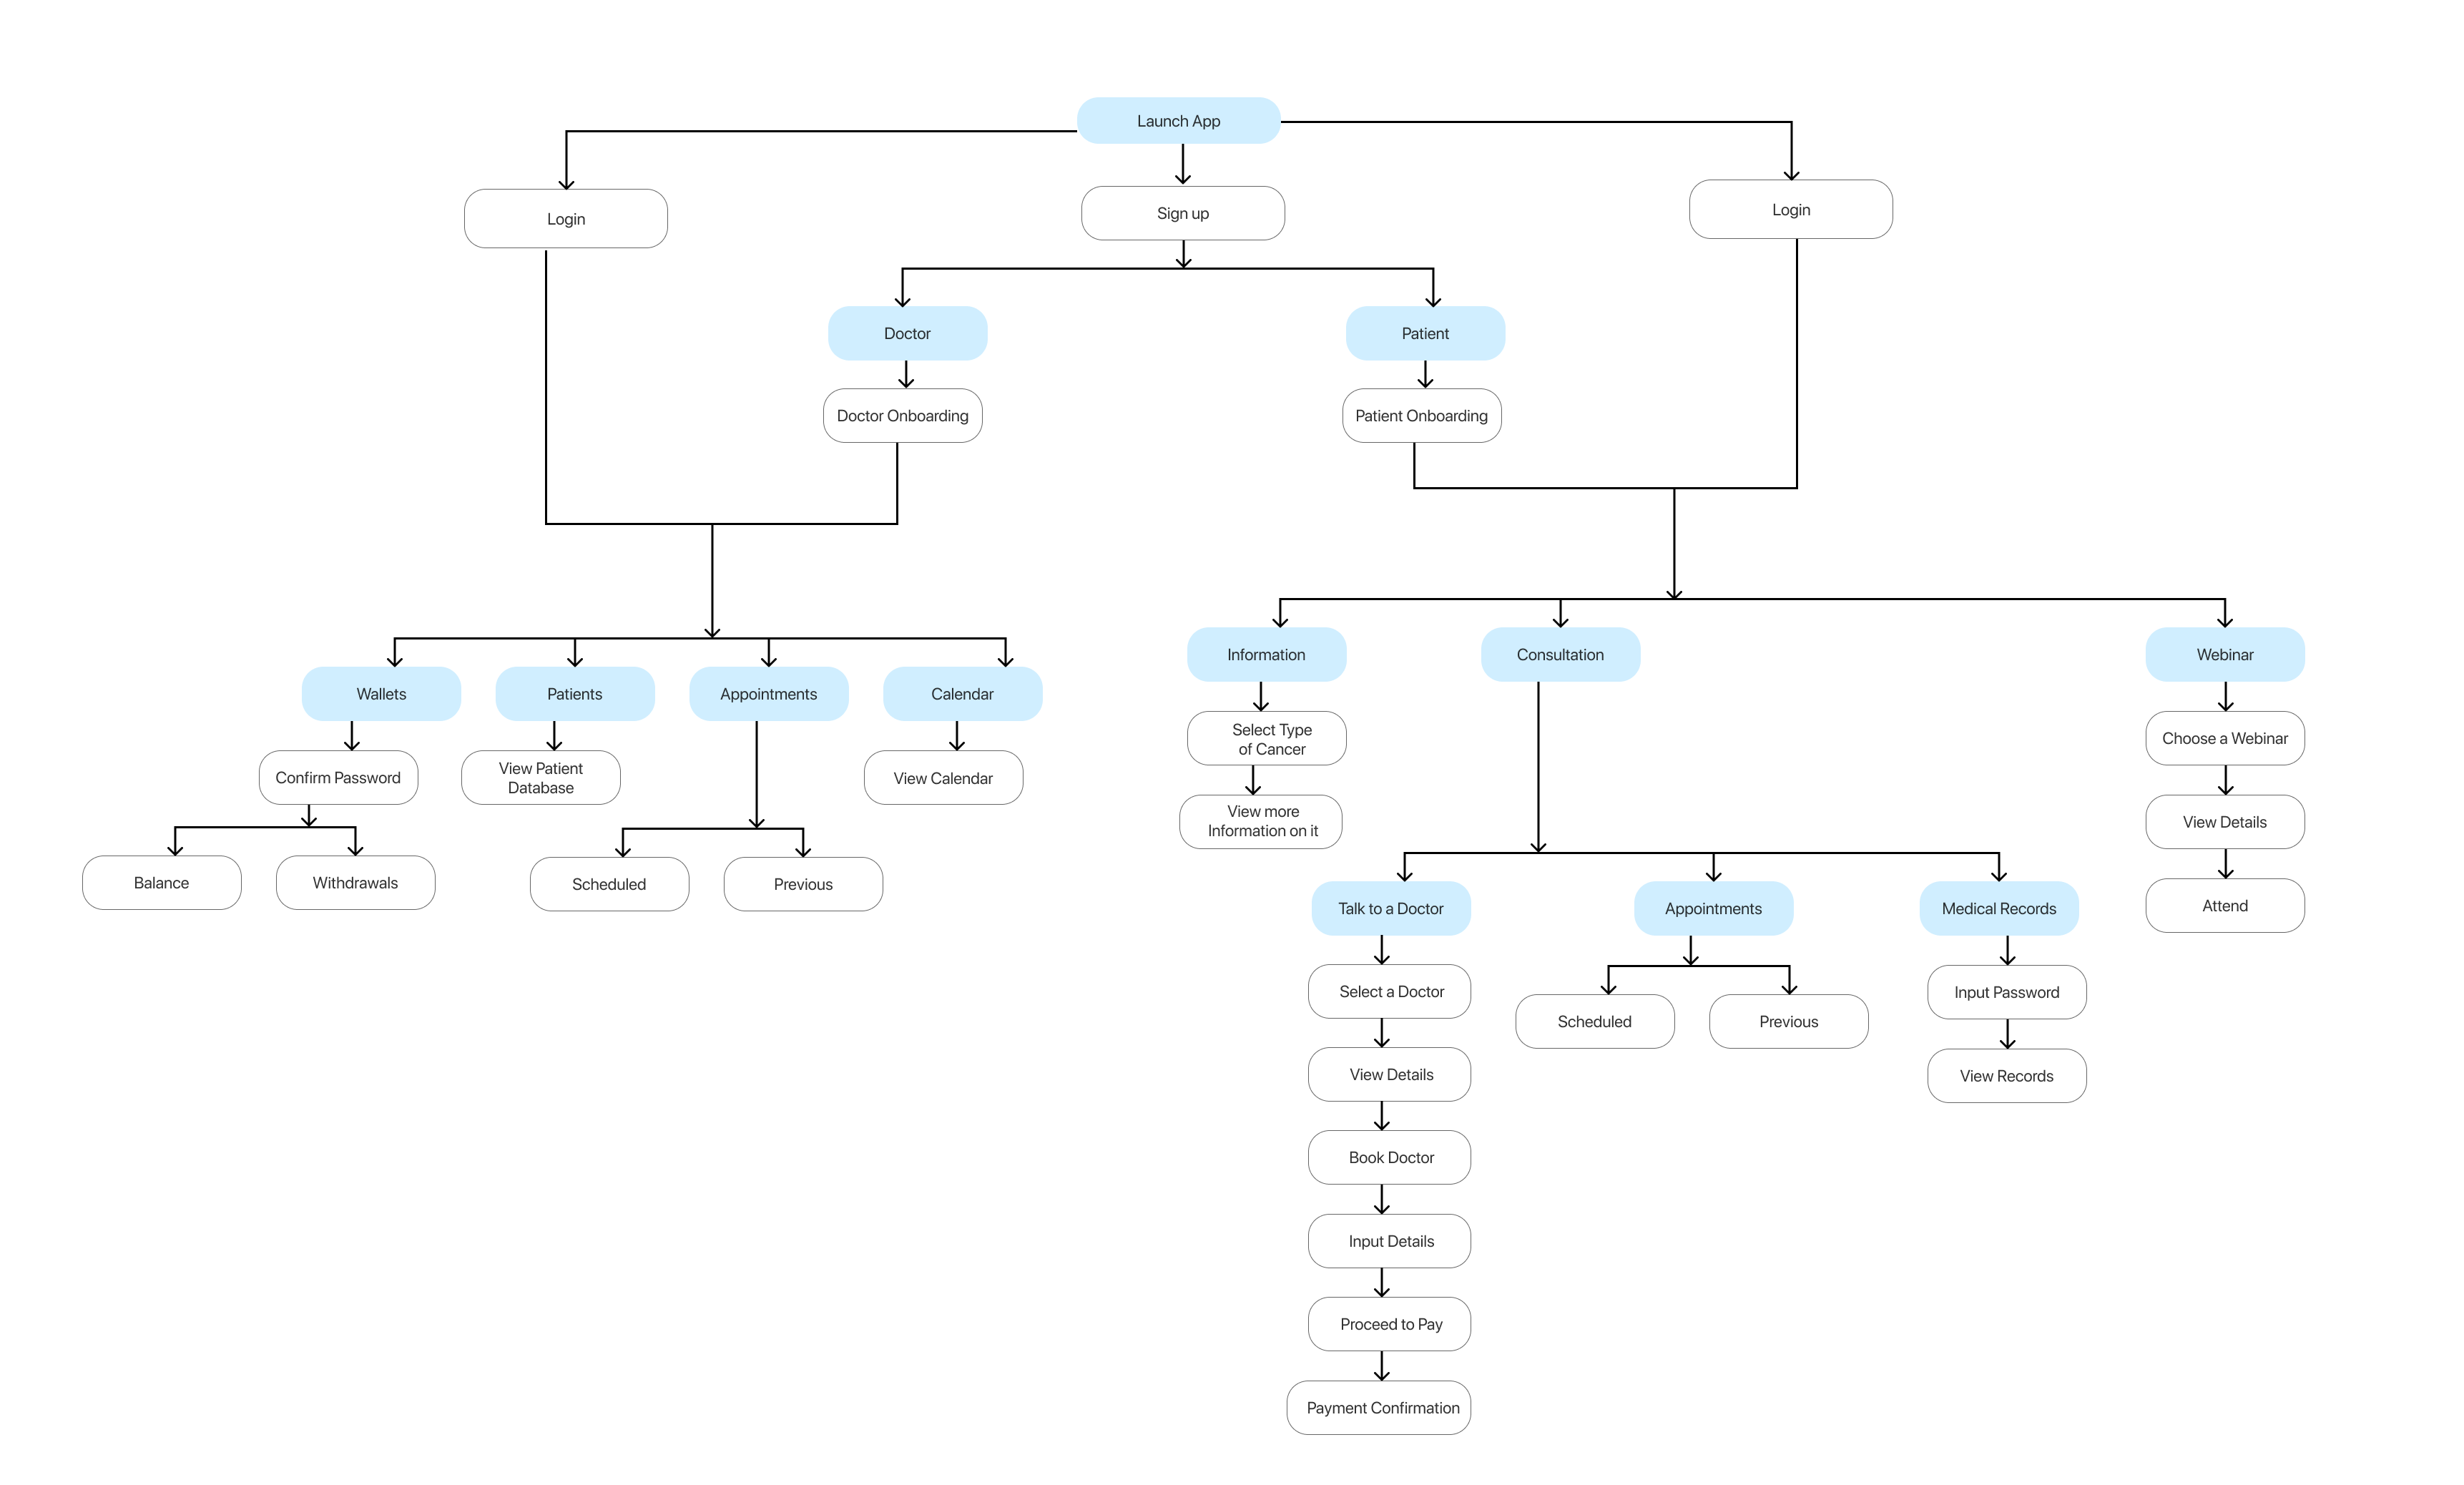 Launch App
Login
Sign up
Login
Doctor
Patient
Doctor Onboarding
Patient Onboarding
Information
Consultation
Webinar
Wallets
Patients
Appointments
Calendar
Select Type
of Cancer
Choose a Webinar
Confirm Password
View Patient
Database
View Calendar
View more
Information on it
View Details
Balance
Withdrawals
Scheduled
Previous
Talk to a Doctor
Appointments
Medical Records
Attend
Select a Doctor
Input Password
Scheduled
Previous
View Details
View Records
Book Doctor
Input Details
Proceed to Pay
Payment Confirmation